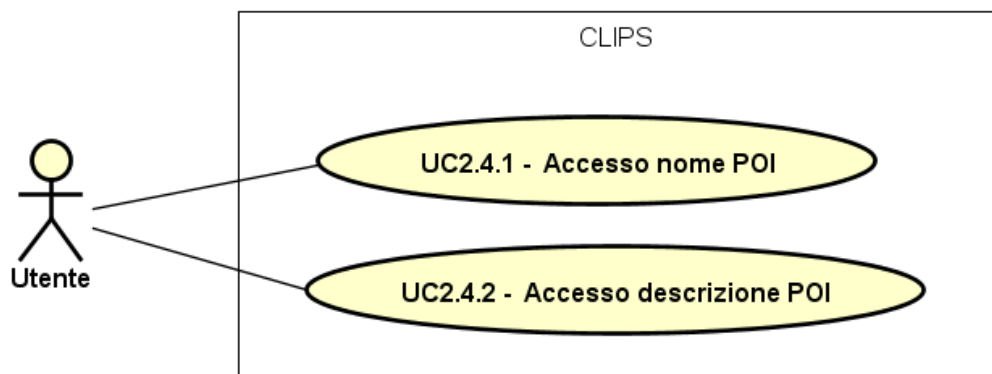 CLIPS
UC2.4.1 - Accesso nome POI
Utente
UC2.4.2 - Accesso descrizione POI